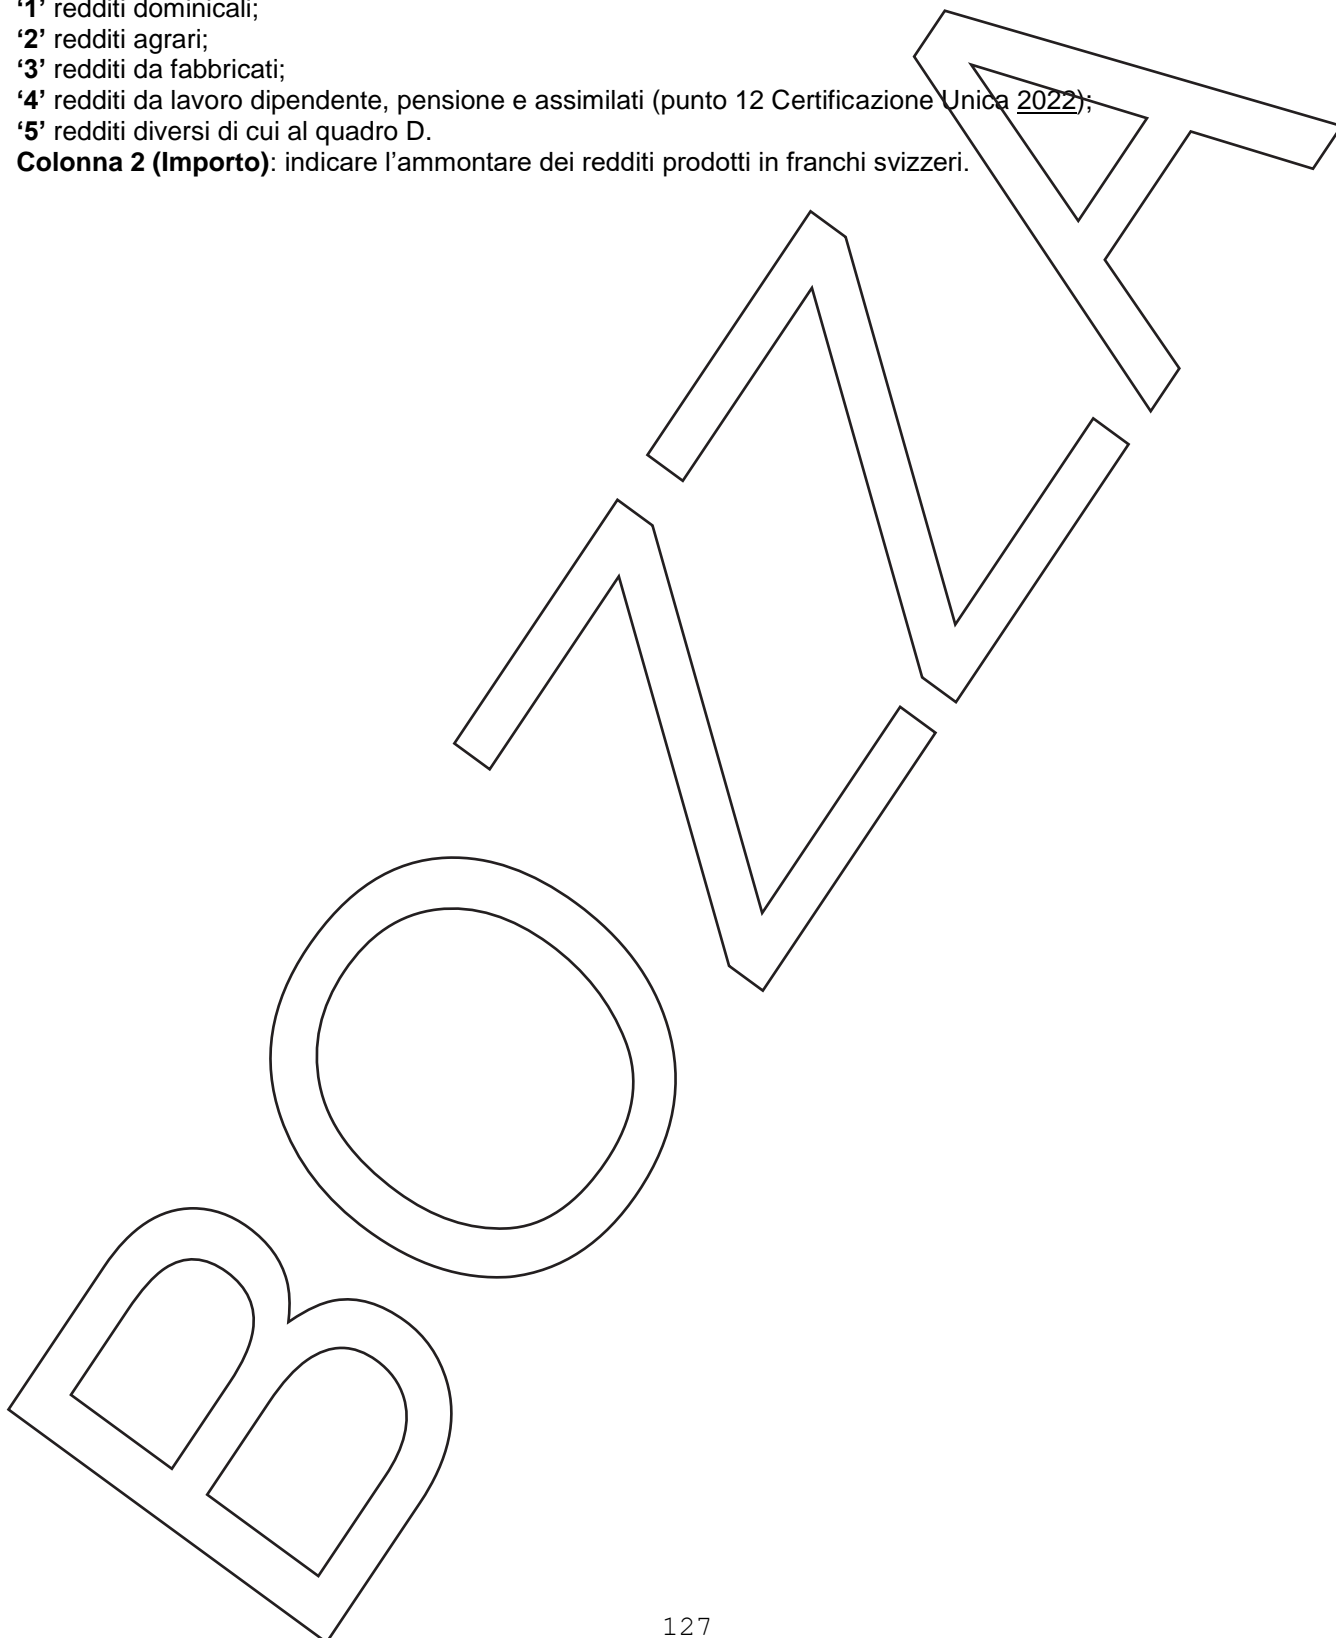 ‘1’ redditi dominicali;
‘2’ redditi agrari;
‘3’ redditi da fabbricati;
‘4’ redditi da lavoro dipendente, pensione e assimilati (punto 12 Certificazione Unica 2022);
‘5’ redditi diversi di cui al quadro D.
Colonna 2 (Importo): indicare l’ammontare dei redditi prodotti in franchi svizzeri.
BOZZA
127